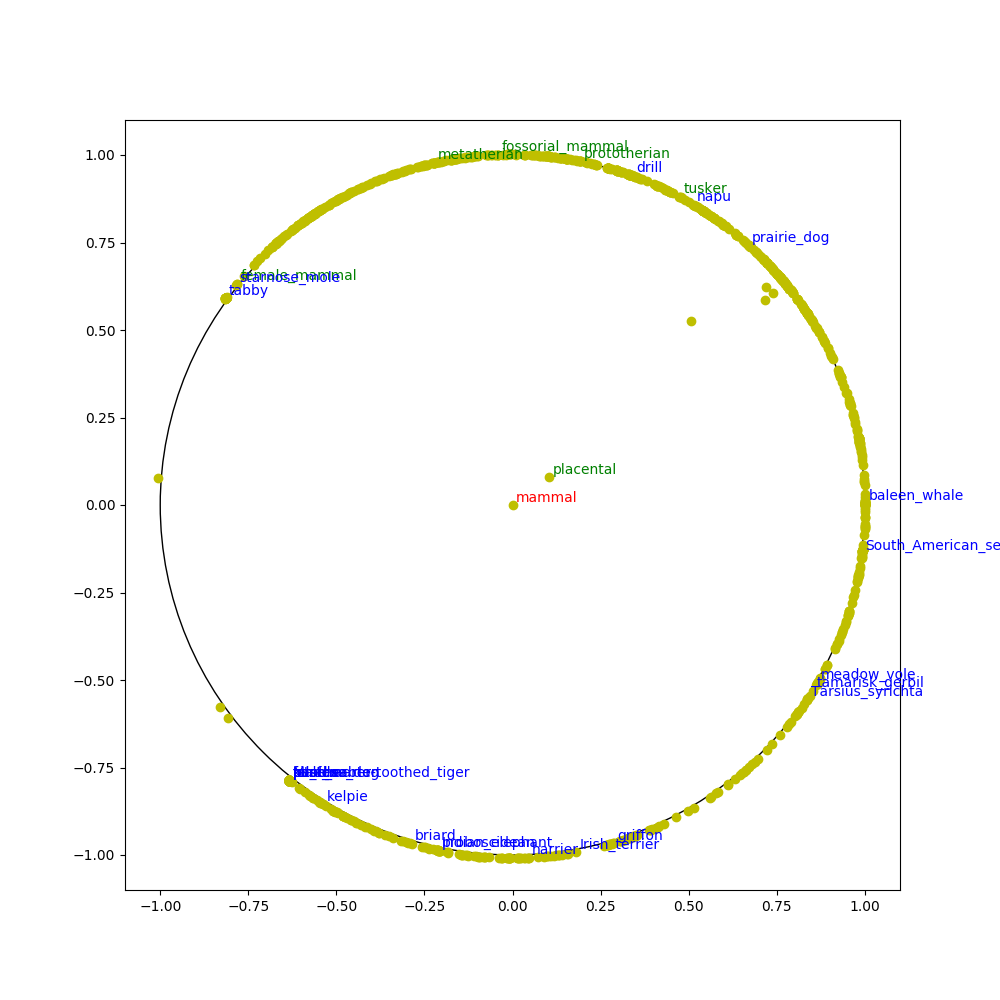 1.00
0.75
0.50
0.25
0.00
−0.25
−0.50
−0.75
−1.00
fossorial_mammal
metatherian
prototherian
drill
tusker
napu
prairie_dog
female_mammal
starnose_mole
tabby
placental
mammal
baleen_whale
South_American_se
meadow_vole
tamarisk_gerbil
Tarsius_syrichta
toothed_tiger
kelpie
briard
griffon
Irish_terrier
harrier
−1.00 −0.75 −0.50 −0.25 0.00 0.25 0.50 0.75 1.00